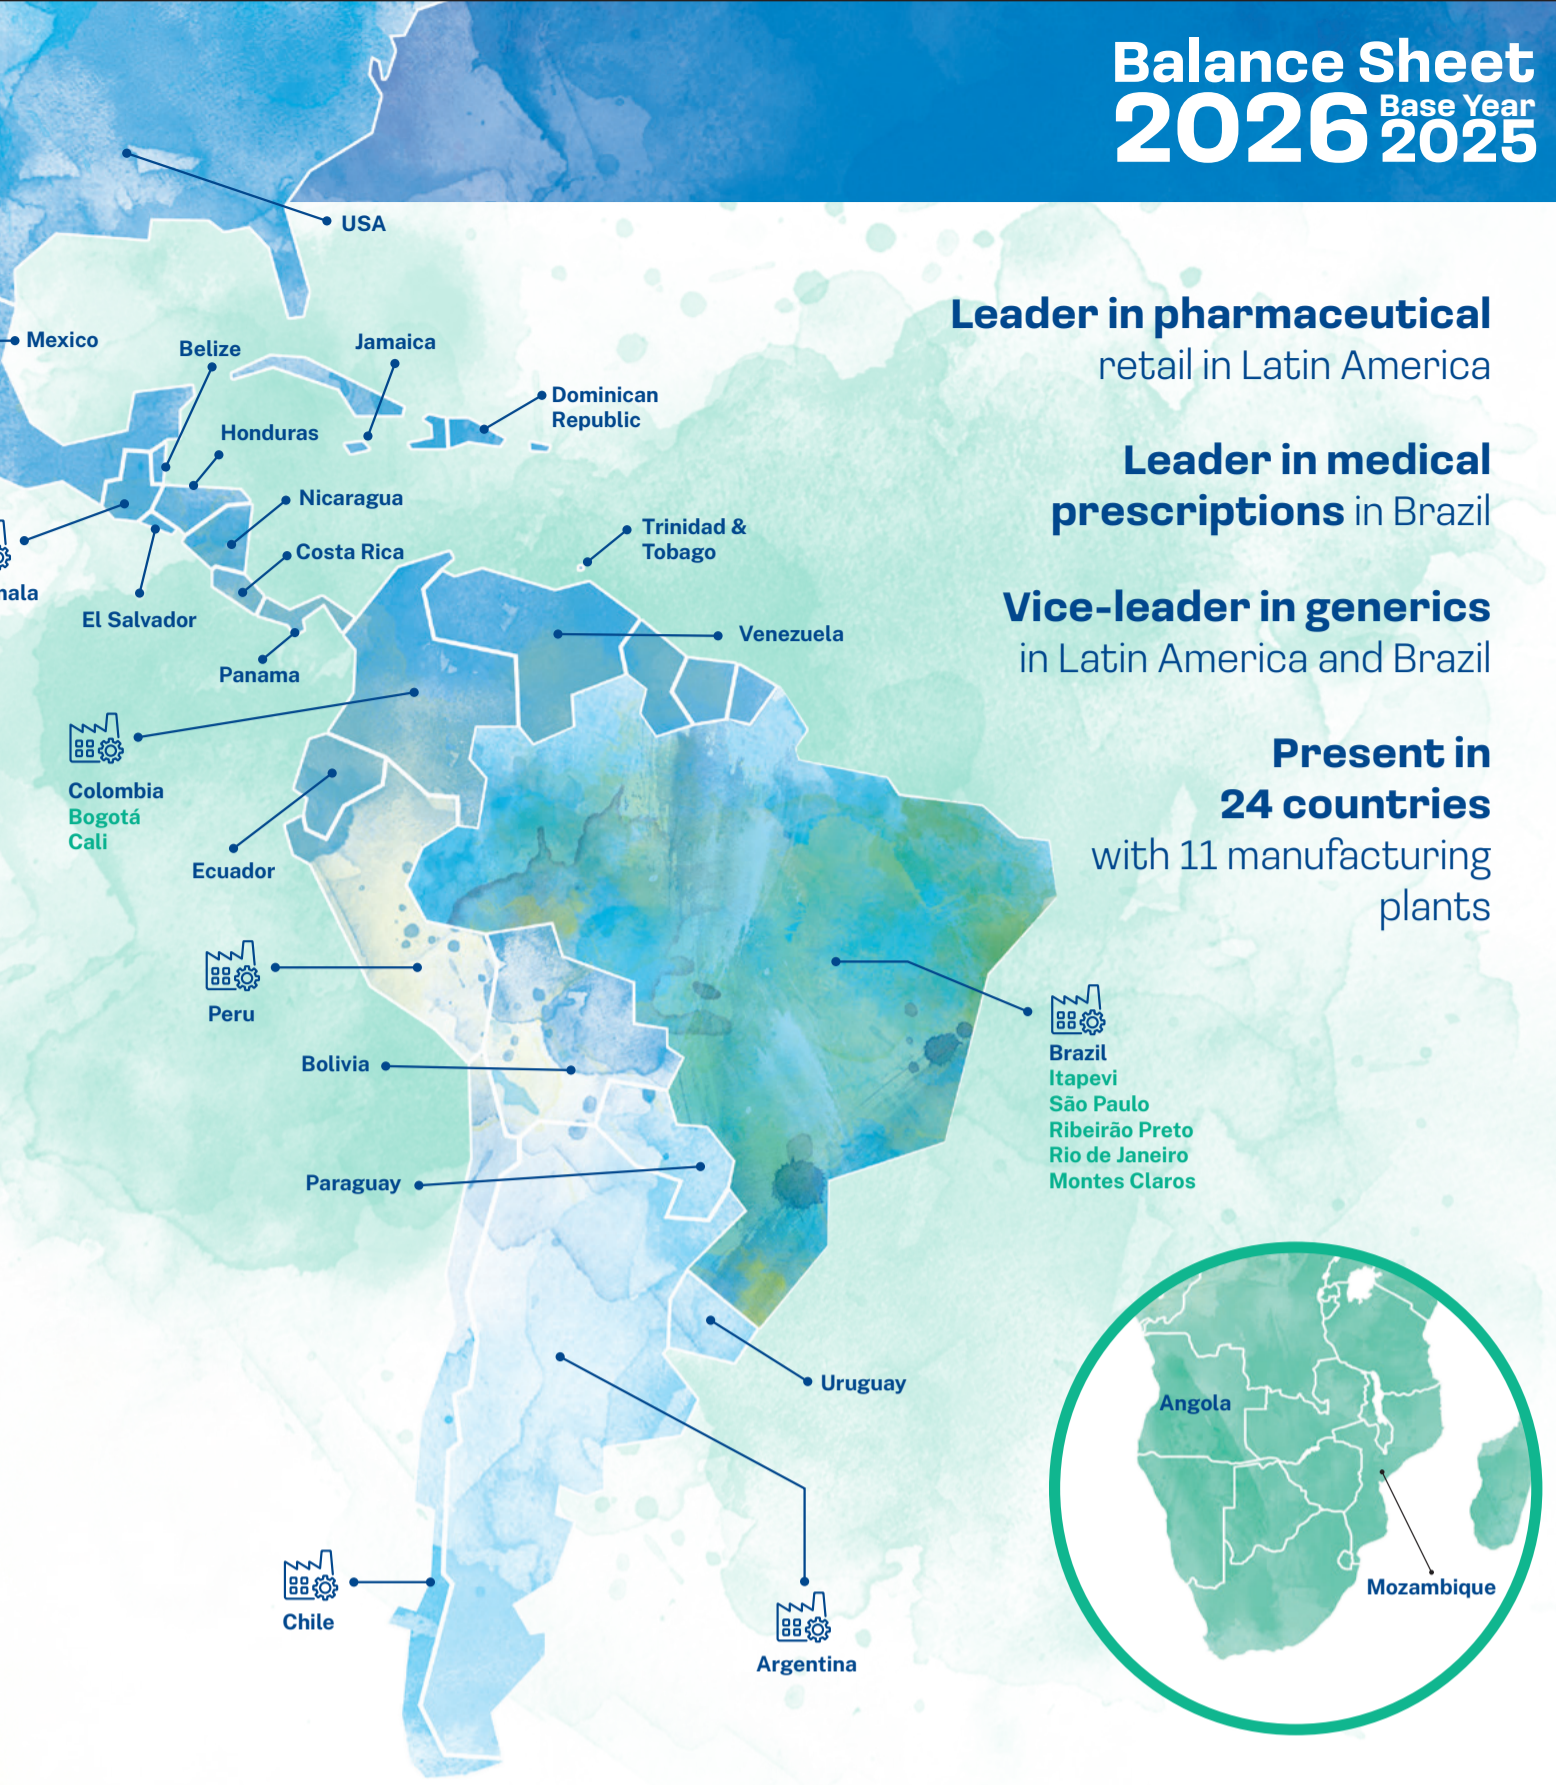 Balance Sheet
2026 Base Year
2025
USA
Mexico
Belize
Jamaica
Dominican
Republic
Honduras
Nicaragua
Trinidad &
Tobago
Costa Rica
nala
El Salvador
Panama
Venezuela
Colombia
Bogotá
Cali
Ecuador
Peru
Bolivia
Paraguay
Leader in pharmaceutical
retail in Latin America
Leader in medical
prescriptions in Brazil
Vice-leader in generics
in Latin America and Brazil
Present in
24 countries
with 11 manufacturing
plants
Brazil
Itapevi
São Paulo
Ribeirão Preto
Rio de Janeiro
Montes Claros
Uruguay
Chile
Argentina
Angola
Mozambique